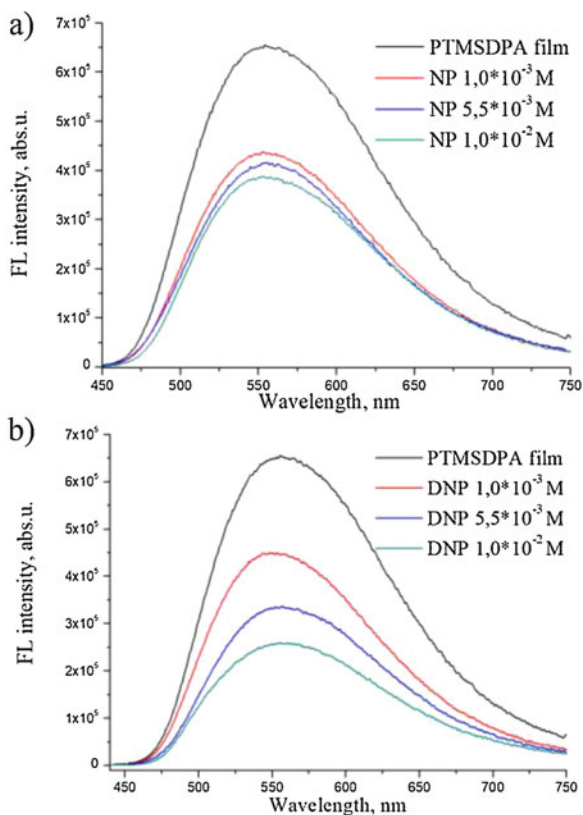 a)
7x10⁵
6x10⁵
5x10⁵
4x10⁵
3x10⁵
2x10⁵
1x10⁵
0
FL intensity, abs.u.
PTMSDPA film
NP 1,0*10⁻³ M
NP 5,5*10⁻³ M
NP 1,0*10⁻² M
450 500 550 600 650 700 750
Wavelength, nm
b)
7x10⁵
6x10⁵
5x10⁵
4x10⁵
3x10⁵
2x10⁵
1x10⁵
0
FL intensity, abs.u.
PTMSDPA film
DNP 1,0*10⁻³ M
DNP 5,5*10⁻³ M
DNP 1,0*10⁻² M
450 500 550 600 650 700 750
Wavelength, nm